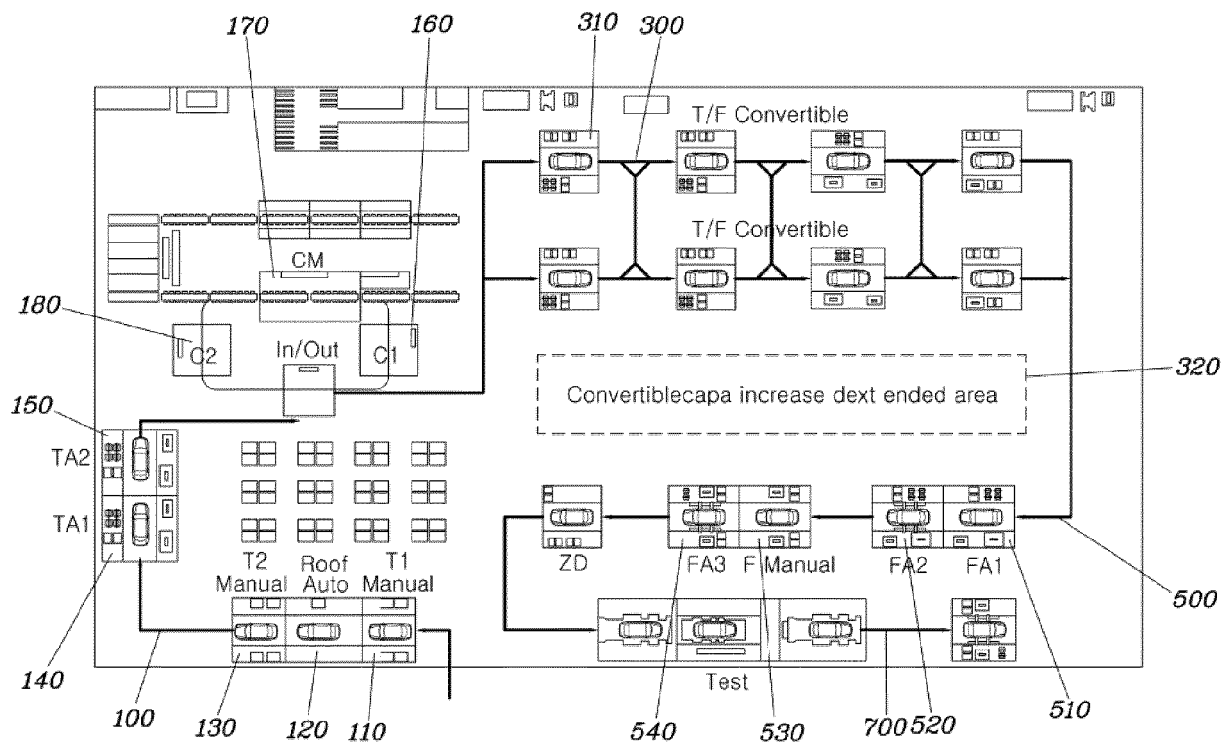 170
160
310
300
T/F Convertible
T/F Convertible
CM
180
C2
In/Out
C1
320
Convertiblecapa increase dext ended area
150
TA2
TA1
T2
Manual
Roof
Auto
T1
Manual
ZD
FA3
F Manual
FA2
FA1
500
140
100
130
120
110
Test
540
530
700
520
510